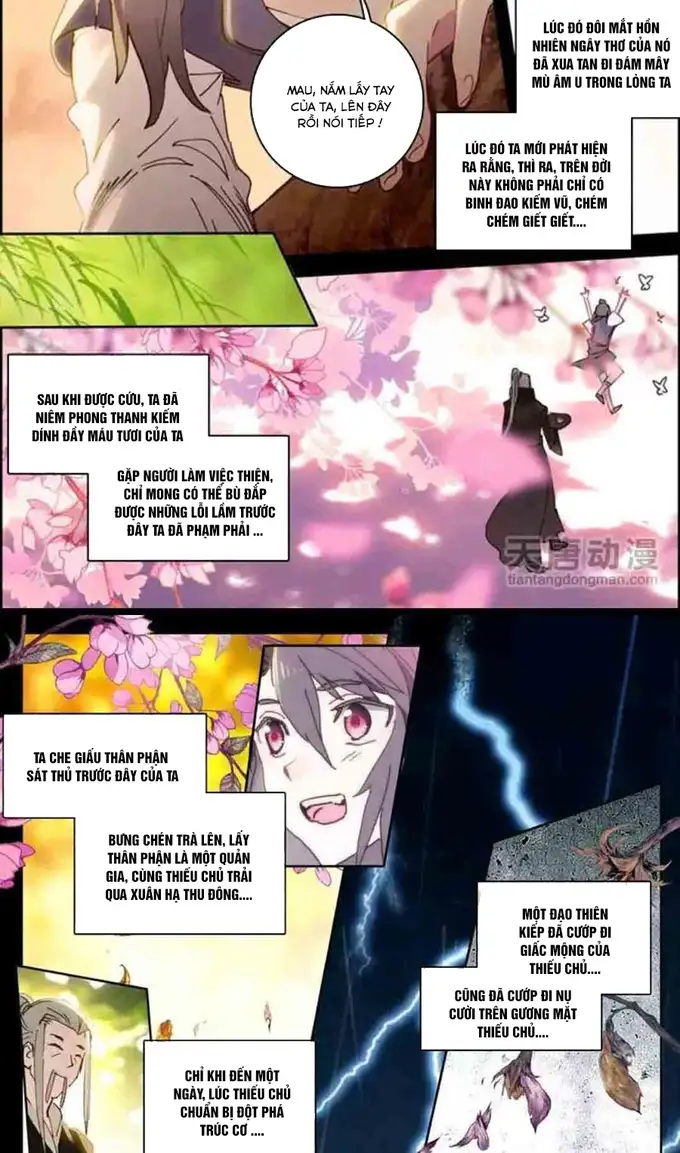 LÚC ĐÓ ĐÔI MẮT HỒN
NHIÊN NGÂY THƠ CỦA NÓ
ĐÃ XUA TAN ĐI ĐÁM MÂY
MÙ ÂM U TRONG LÒNG TA
MAU, NẮM LẤY TAY
CỦA TA, LÊN ĐÂY
RỒI NÓI TIẾP !
LÚC ĐÓ TA MỚI PHÁT HIỆN
RA RẰNG, THÌ RA, TRÊN ĐỜI
NÀY KHÔNG PHẢI CHỈ CÓ
BINH ĐAO KIẾM VŨ, CHÉM
CHÉM GIẾT GIẾT....
SAU KHI ĐƯỢC CỨU, TA ĐÃ
NIÊM PHONG THANH KIẾM
DÍNH ĐẦY MÁU TƯƠI CỦA TA
GẶP NGƯỜI LÀM VIỆC THIỆN,
CHỈ MONG CÓ THỂ BÙ ĐẮP
ĐƯỢC NHỮNG LỖI LẦM TRƯỚC
ĐÂY TA ĐÃ PHẠM PHẢI ...
天唐动漫
tiantangdongman.com
TA CHE GIẤU THÂN PHẬN
SÁT THỦ TRƯỚC ĐÂY CỦA TA
BƯNG CHÉN TRÀ LÊN, LẤY
THÂN PHẬN LÀ MỘT QUẢN
GIA, CÙNG THIẾU CHỦ TRẢI
QUA XUÂN HẠ THU ĐÔNG....
MỘT ĐẠO THIÊN
KIẾP ĐÃ CƯỚP ĐI
GIẤC MỘNG CỦA
THIẾU CHỦ....
CŨNG ĐÃ CƯỚP ĐI NỤ
CƯỜI TRÊN GƯƠNG MẶT
THIẾU CHỦ....
CHỈ KHI ĐẾN MỘT
NGÀY, LÚC THIẾU CHỦ
CHUẨN BỊ ĐỘT PHÁ
TRÚC CƠ ....